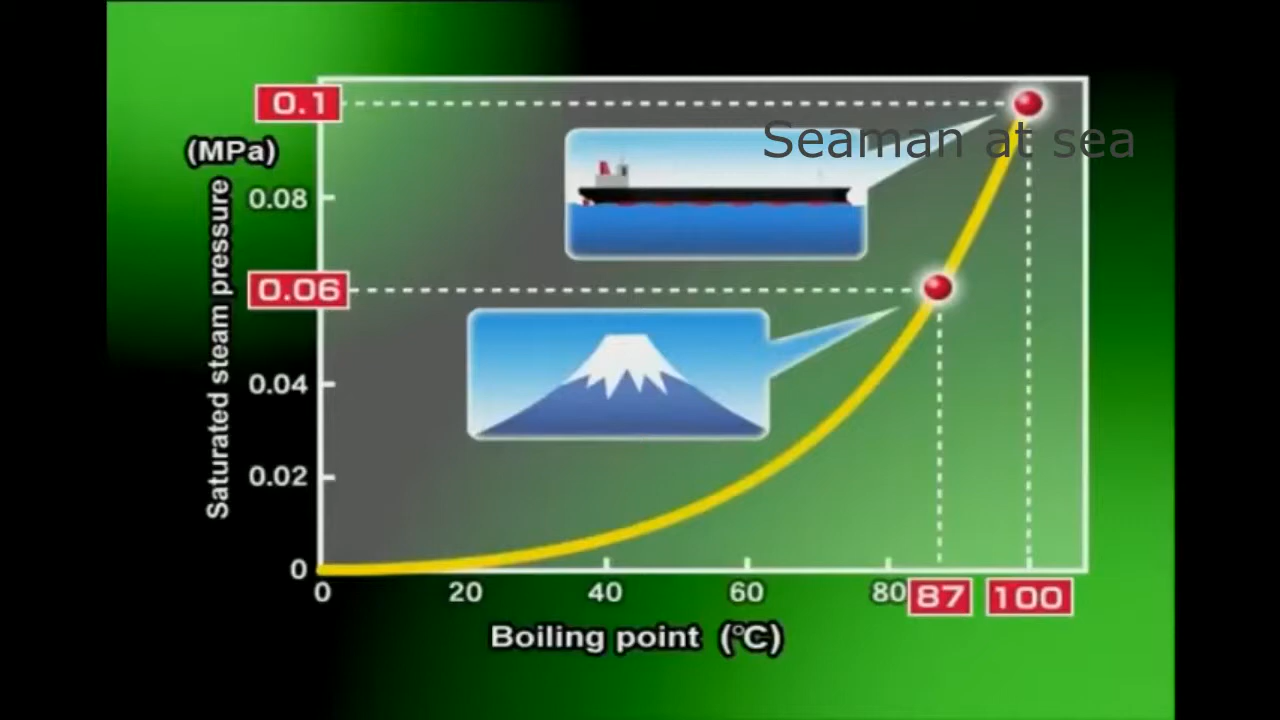 0.1
(MPa)
Seaman at sea
0.08
0.06
0.04
0.02
0
Saturated steam pressure
0 20 40 60 80 87 100
Boiling point (℃)